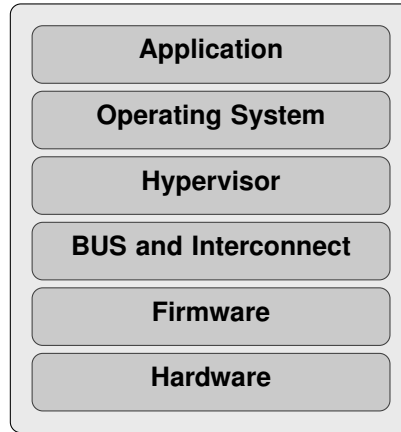 Application
Operating System
Hypervisor
BUS and Interconnect
Firmware
Hardware